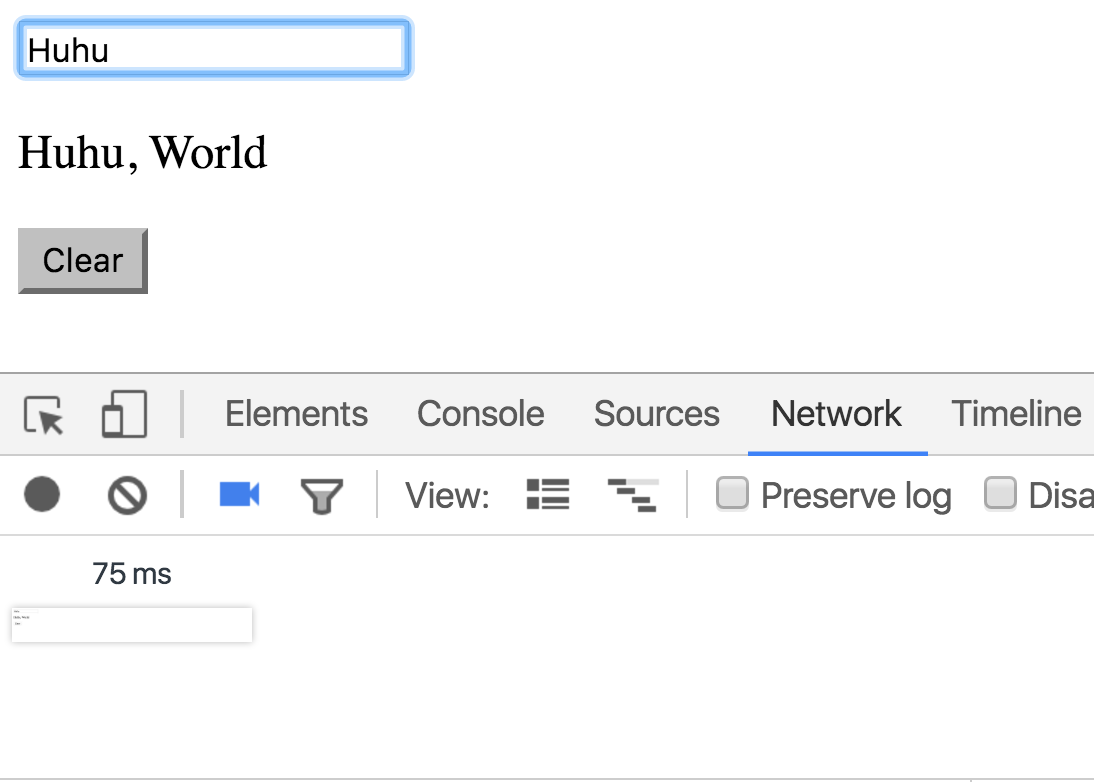 Huhu
Huhu, World
Clear
Elements Console Sources Network Timeline
View: Preserve log Disa
75 ms